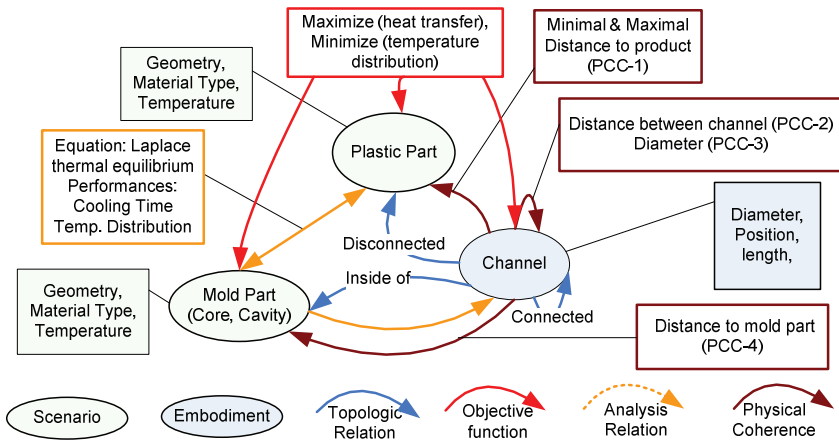 Maximize (heat transfer),
Minimize (temperature
distribution)
Minimal & Maximal
Distance to product
(PCC-1)
Geometry,
Material Type,
Temperature
Distance between channel (PCC-2)
Diameter (PCC-3)
Equation: Laplace
thermal equilibrium
Performances:
Cooling Time
Temp. Distribution
Plastic Part
Diameter,
Position,
length,
Disconnected
Channel
Inside of
Geometry,
Material Type,
Temperature
Mold Part
(Core, Cavity)
Connected
Distance to mold part
(PCC-4)
Scenario
Embodiment
Topologic
Relation
Objective
function
Analysis
Relation
Physical
Coherence